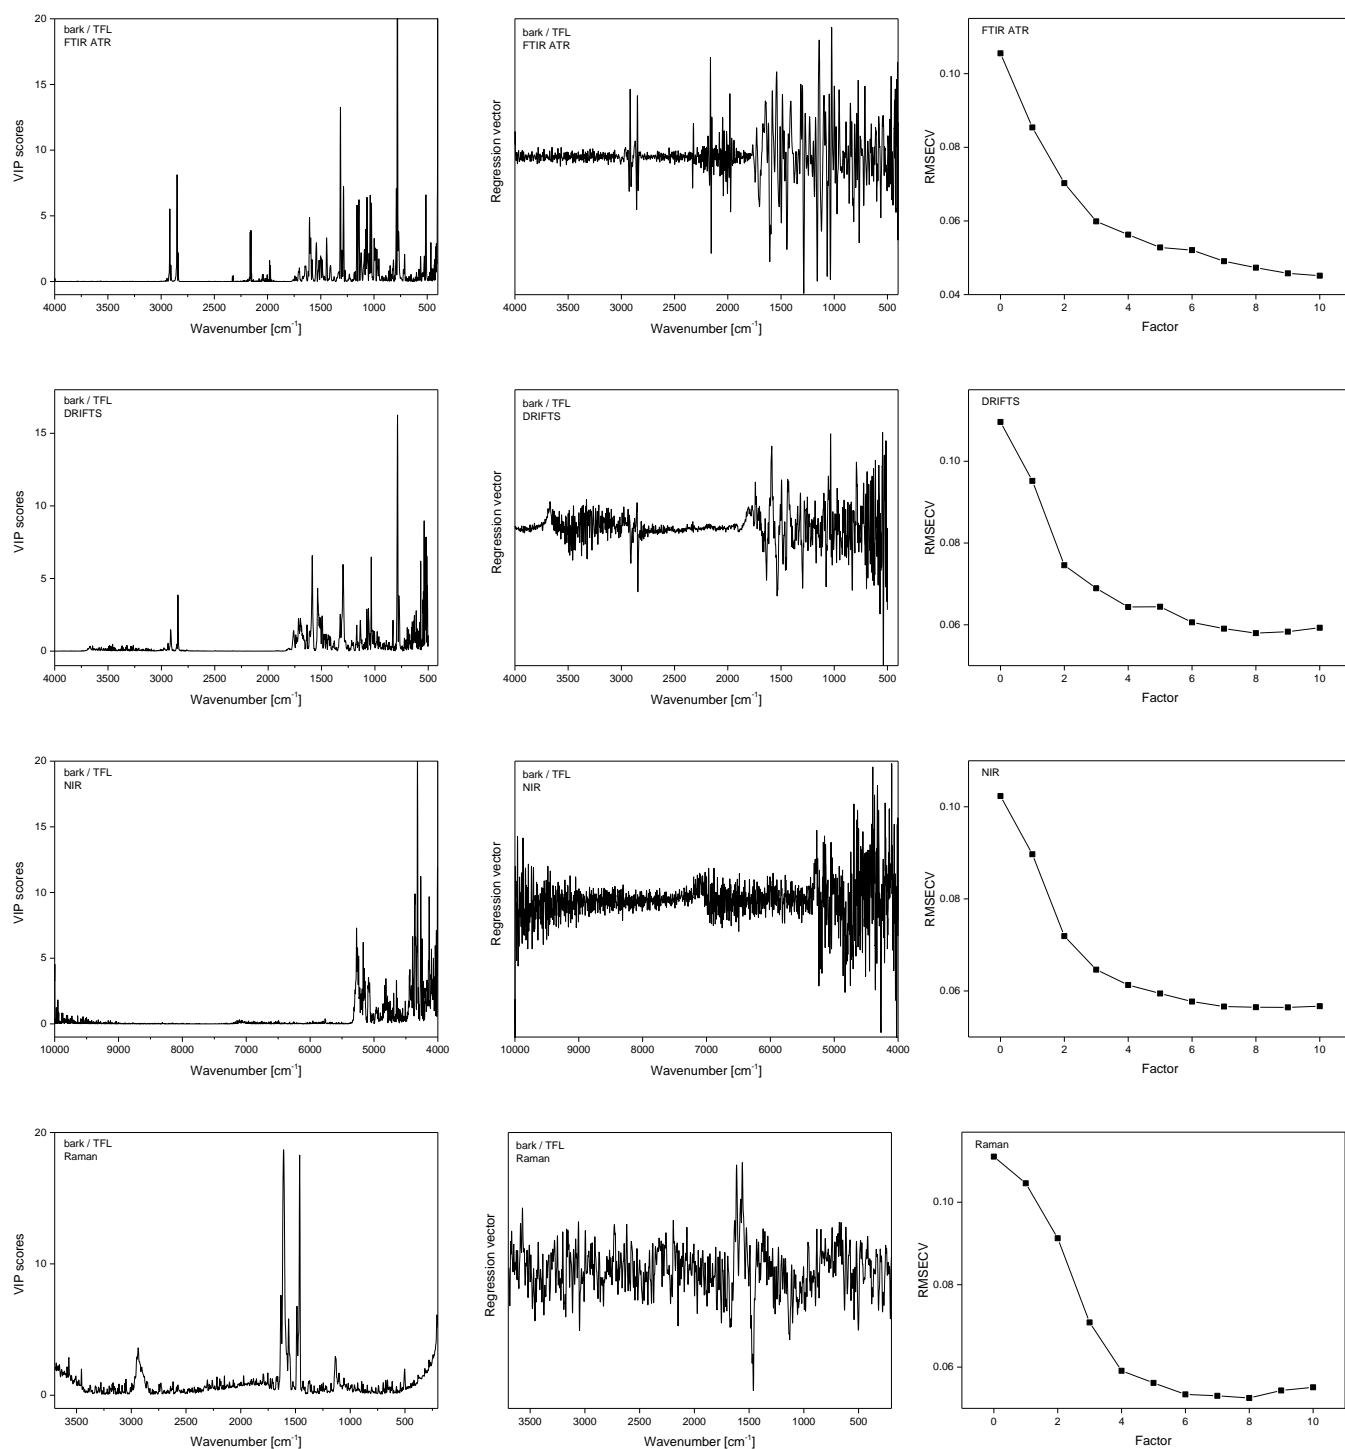 bark / TFL
FTIR ATR
VIP scores
20
15
10
5
0
4000 3500 3000 2500 2000 1500 1000 500
Wavenumber [cm⁻¹]
bark / TFL
FTIR ATR
Regression vector
4000 3500 3000 2500 2000 1500 1000 500
Wavenumber [cm⁻¹]
FTIR ATR
RMSECV
0.10
0.08
0.06
0.04
0 2 4 6 8 10
Factor
bark / TFL
DRIFTS
VIP scores
15
10
5
0
4000 3500 3000 2500 2000 1500 1000 500
Wavenumber [cm⁻¹]
bark / TFL
DRIFTS
Regression vector
4000 3500 3000 2500 2000 1500 1000 500
Wavenumber [cm⁻¹]
DRIFTS
RMSECV
0.10
0.08
0.06
0 2 4 6 8 10
Factor
bark / TFL
NIR
VIP scores
20
15
10
5
0
10000 9000 8000 7000 6000 5000 4000
Wavenumber [cm⁻¹]
bark / TFL
NIR
Regression vector
10000 9000 8000 7000 6000 5000 4000
Wavenumber [cm⁻¹]
NIR
RMSECV
0.10
0.08
0.06
0 2 4 6 8 10
Factor
bark / TFL
Raman
VIP scores
20
15
10
5
0
3500 3000 2500 2000 1500 1000 500
Wavenumber [cm⁻¹]
bark / TFL
Raman
Regression vector
3500 3000 2500 2000 1500 1000 500
Wavenumber [cm⁻¹]
Raman
RMSECV
0.10
0.08
0.06
0 2 4 6 8 10
Factor